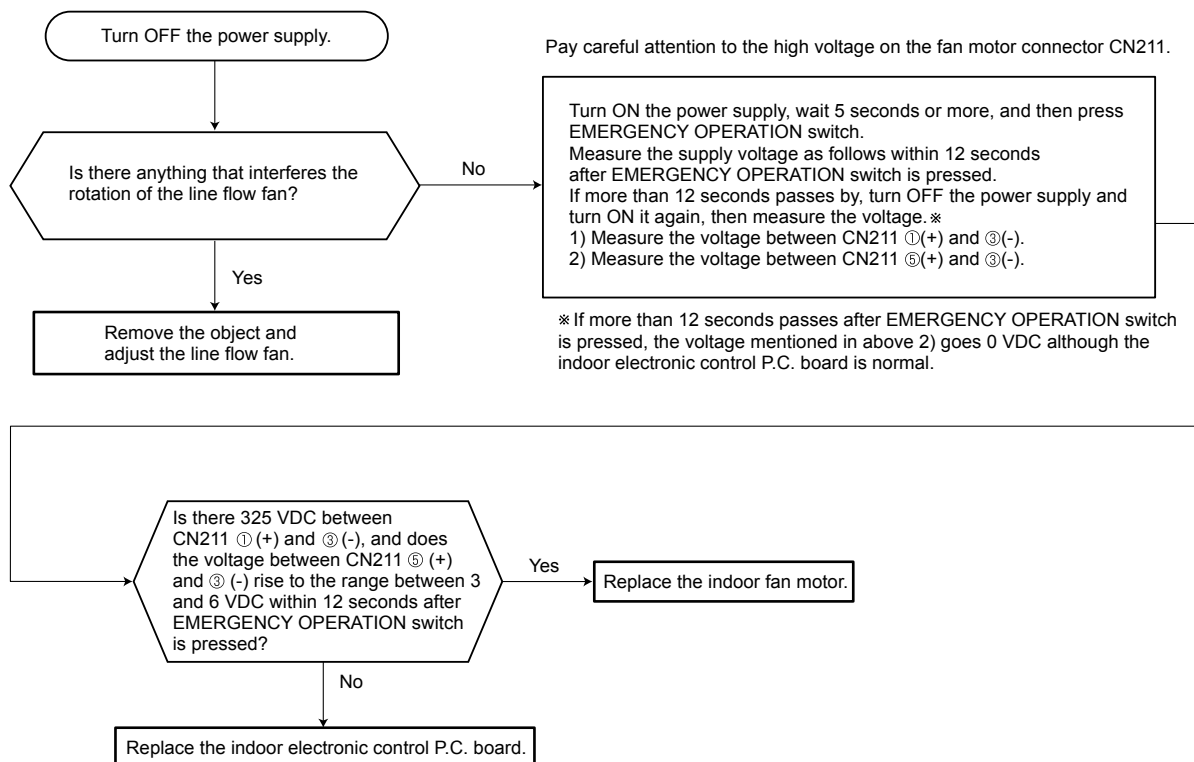 Turn OFF the power supply.
Is there anything that interferes the
rotation of the line flow fan?
No
Yes
Remove the object and
adjust the line flow fan.
Pay careful attention to the high voltage on the fan motor connector CN211.
Turn ON the power supply, wait 5 seconds or more, and then press
EMERGENCY OPERATION switch.
Measure the supply voltage as follows within 12 seconds
after EMERGENCY OPERATION switch is pressed.
If more than 12 seconds passes by, turn OFF the power supply and
turn ON it again, then measure the voltage.※
1) Measure the voltage between CN211 ①(+) and ③(-).
2) Measure the voltage between CN211 ⑤(+) and ③(-).
※ If more than 12 seconds passes after EMERGENCY OPERATION switch
is pressed, the voltage mentioned in above 2) goes 0 VDC although the
indoor electronic control P.C. board is normal.
Is there 325 VDC between
CN211 ① (+) and ③ (-), and does
the voltage between CN211 ⑤ (+)
and ③ (-) rise to the range between 3
and 6 VDC within 12 seconds after
EMERGENCY OPERATION switch
is pressed?
Yes
Replace the indoor fan motor.
No
Replace the indoor electronic control P.C. board.